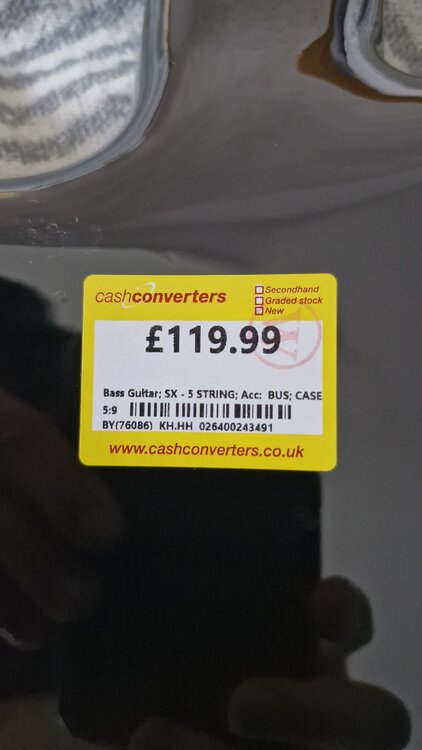 cashconverters
Secondhand
Graded stock
New
£119.99
Bass Guitar; SX - 5 STRING; Acc: BUS; CASE
5:9
BY(76086) KH.HH 026400243491
www.cashconverters.co.uk